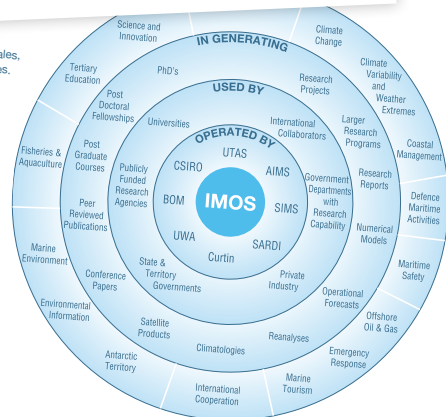 ales,
es.
IMOS
OPERATED BY
UTAS
AIMS
SIMS
SARDI
Curtin
UWA
BOM
CSIRO
USED BY
International
Collaborators
Government
Departments
with
Research
Capability
Private
Industry
State &
Territory
Governments
Publicly
Funded
Research
Agencies
Universities
IN GENERATING
Research
Projects
Larger
Research
Programs
Research
Reports
Numerical
Models
Operational
Forecasts
Reanalyses
Climatologies
Satellite
Products
Conference
Papers
Peer
Reviewed
Publications
Post
Graduate
Courses
Post
Doctoral
Fellowships
PhD's
Climate
Change
Climate
Variability
and
Weather
Extremes
Coastal
Management
Defence
Maritime
Activities
Maritime
Safety
Offshore
Oil & Gas
Emergency
Response
Marine
Tourism
International
Cooperation
Antarctic
Territory
Environmental
Information
Marine
Environment
Fisheries &
Aquaculture
Tertiary
Education
Science and
Innovation